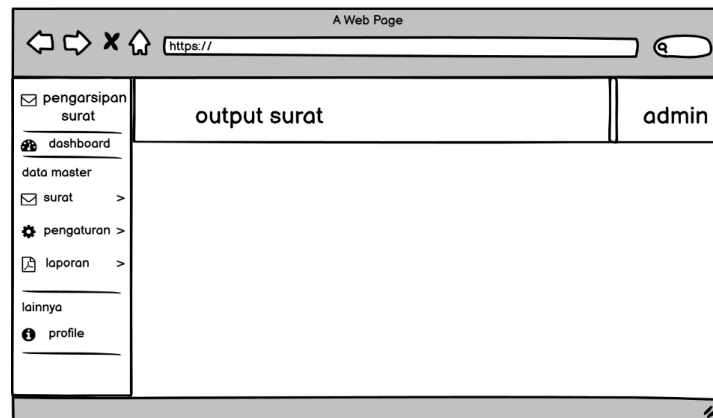 A Web Page
https://
pengarsipan
surat
output surat
admin
dashboard
data master
surat >
pengaturan >
laporan >
lainnya
profile